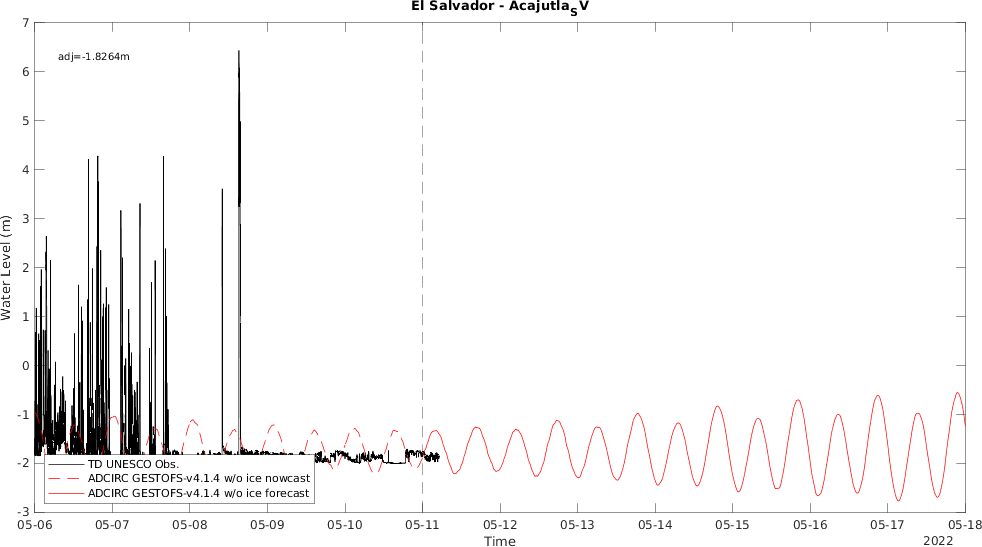 El Salvador - Acajutla_SV
7
adj=-1.8264m
6
5
4
3
2
1
0
-1
-2
-3
Water Level (m)
TD UNESCO Obs.
ADCIRC GESTOFS-v4.1.4 w/o ice nowcast
ADCIRC GESTOFS-v4.1.4 w/o ice forecast
05-06 05-07 05-08 05-09 05-10 05-11 05-12 05-13 05-14 05-15 05-16 05-17 05-18
Time
2022